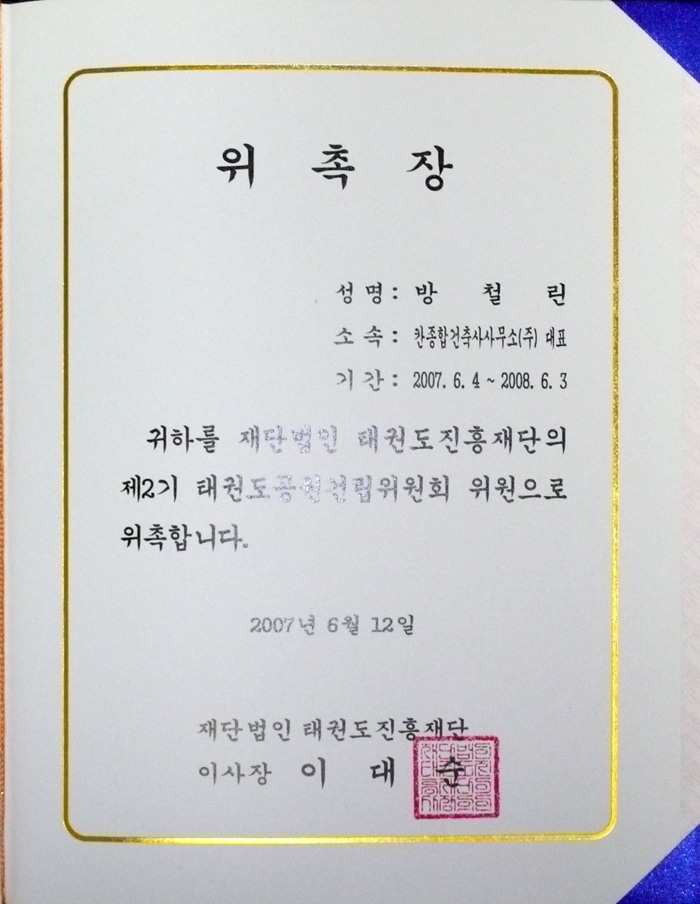 위 촉 장
성 명 : 방 철 린
소 속 : 칸종합건축사사무소(주) 대표
기 간 : 2007. 6. 4 ~ 2008. 6. 3
귀하를 재단법인 태권도진흥재단의
제2기 태권도공원건립위원회 위원으로
위촉합니다.
2007년 6월 12일
재단법인 태권도진흥재단
이사장 이 대 순